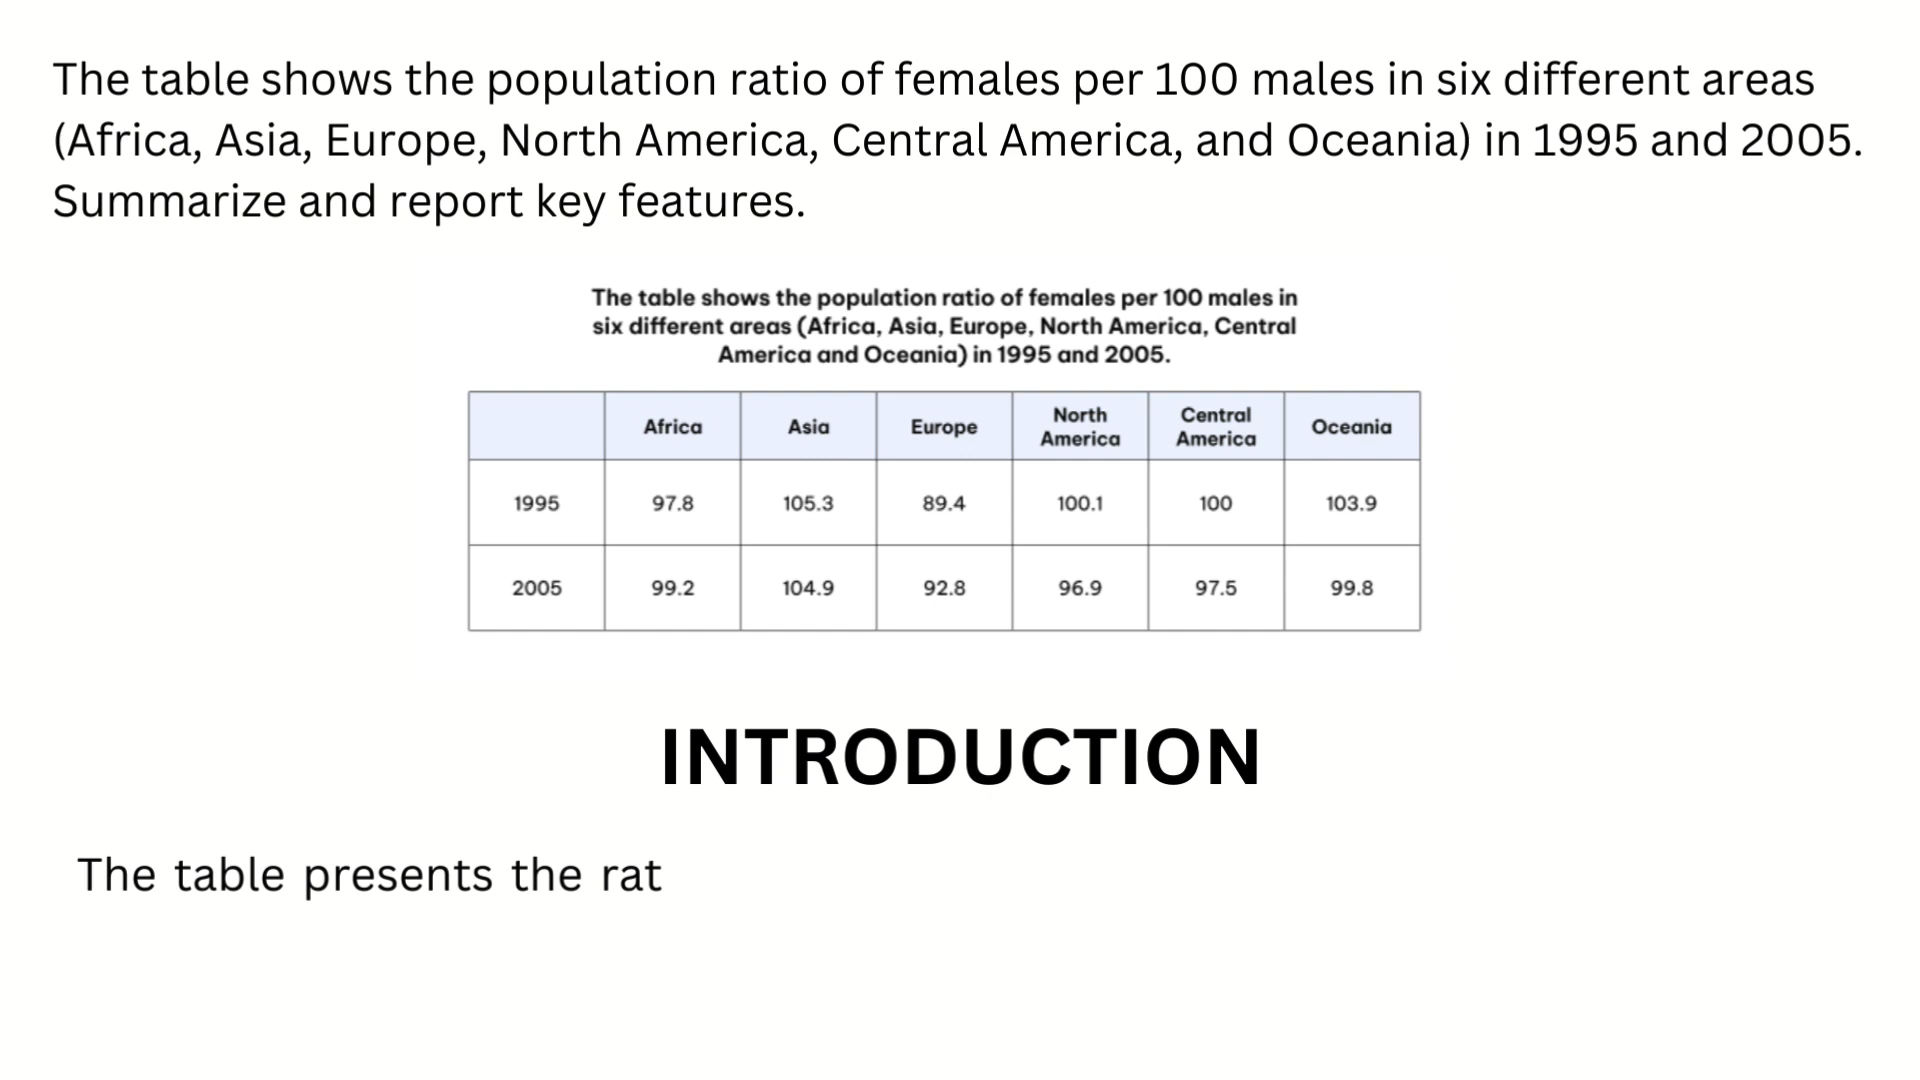 The table shows the population ratio of females per 100 males in six different areas
(Africa, Asia, Europe, North America, Central America, and Oceania) in 1995 and 2005.
Summarize and report key features.
The table shows the population ratio of females per 100 males in
six different areas (Africa, Asia, Europe, North America, Central
America and Oceania) in 1995 and 2005.
Africa Asia Europe North America Central America Oceania
1995 97.8 105.3 89.4 100.1 100 103.9
2005 99.2 104.9 92.8 96.9 97.5 99.8
INTRODUCTION
The table presents the rat